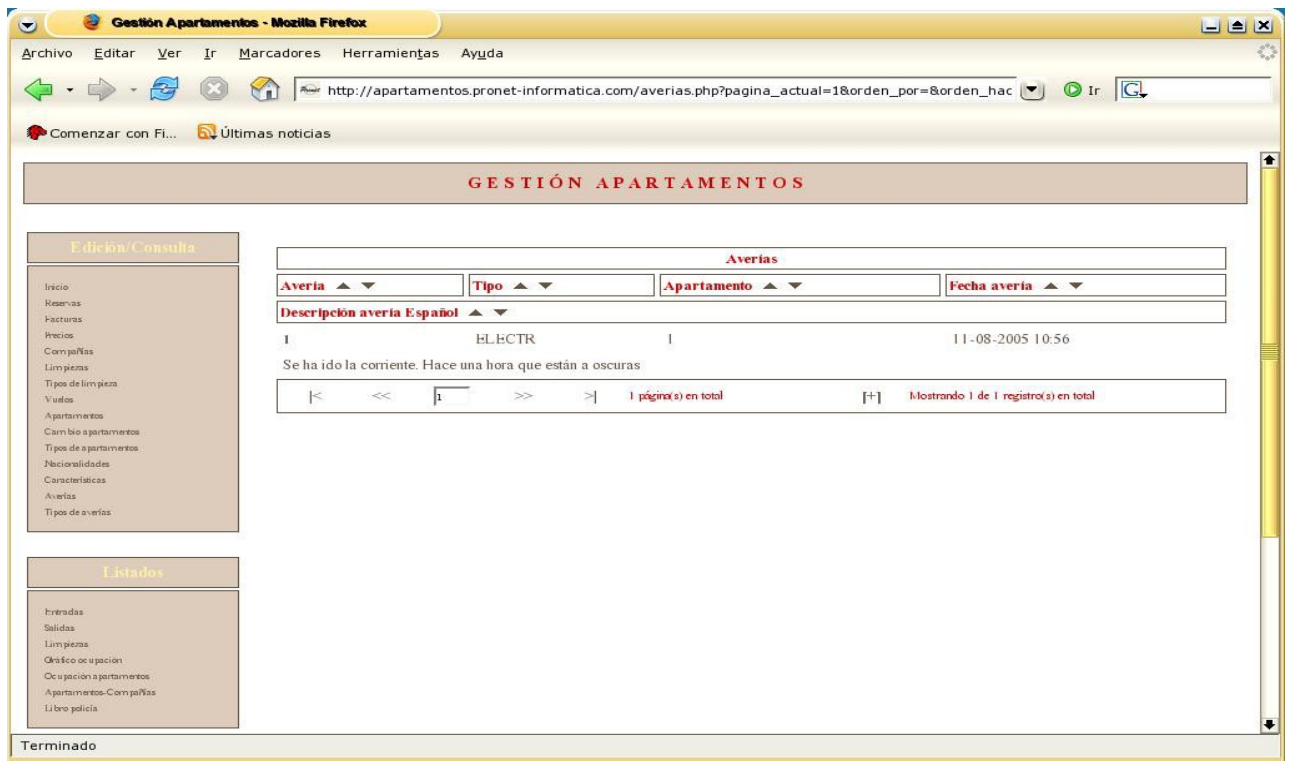 Gestión Apartamentos - Mozilla Firefox
Archivo Editar Ver Ir Marcadores Herramientas Ayuda
http://apartamentos.pronet-informatica.com/averias.php?pagina_actual=1&orden_por=&orden_hac Ir
Comenzar con Fi... Últimas noticias
GESTIÓN APARTAMENTOS
Edición/Consulta
Inicio
Reservas
Facturas
Precios
Compañías
Limpiezas
Tipos de limpieza
Vuelos
Apartamentos
Cambio apartamentos
Tipos de apartamentos
Nacionalidades
Características
Averías
Tipos de averías
Listados
Entradas
Salidas
Limpiezas
Gráfico ocupación
Ocupación apartamentos
Apartamentos-Compañías
Libro policía
Averías
Avería Tipo Apartamento Fecha avería
Descripción avería Español
1 ELECTR 1 11-08-2005 10:56
Se ha ido la corriente. Hace una hora que están a oscuras
|< << 1 >> >| 1 página(s) en total [+] Mostrando 1 de 1 registro(s) en total
Terminado